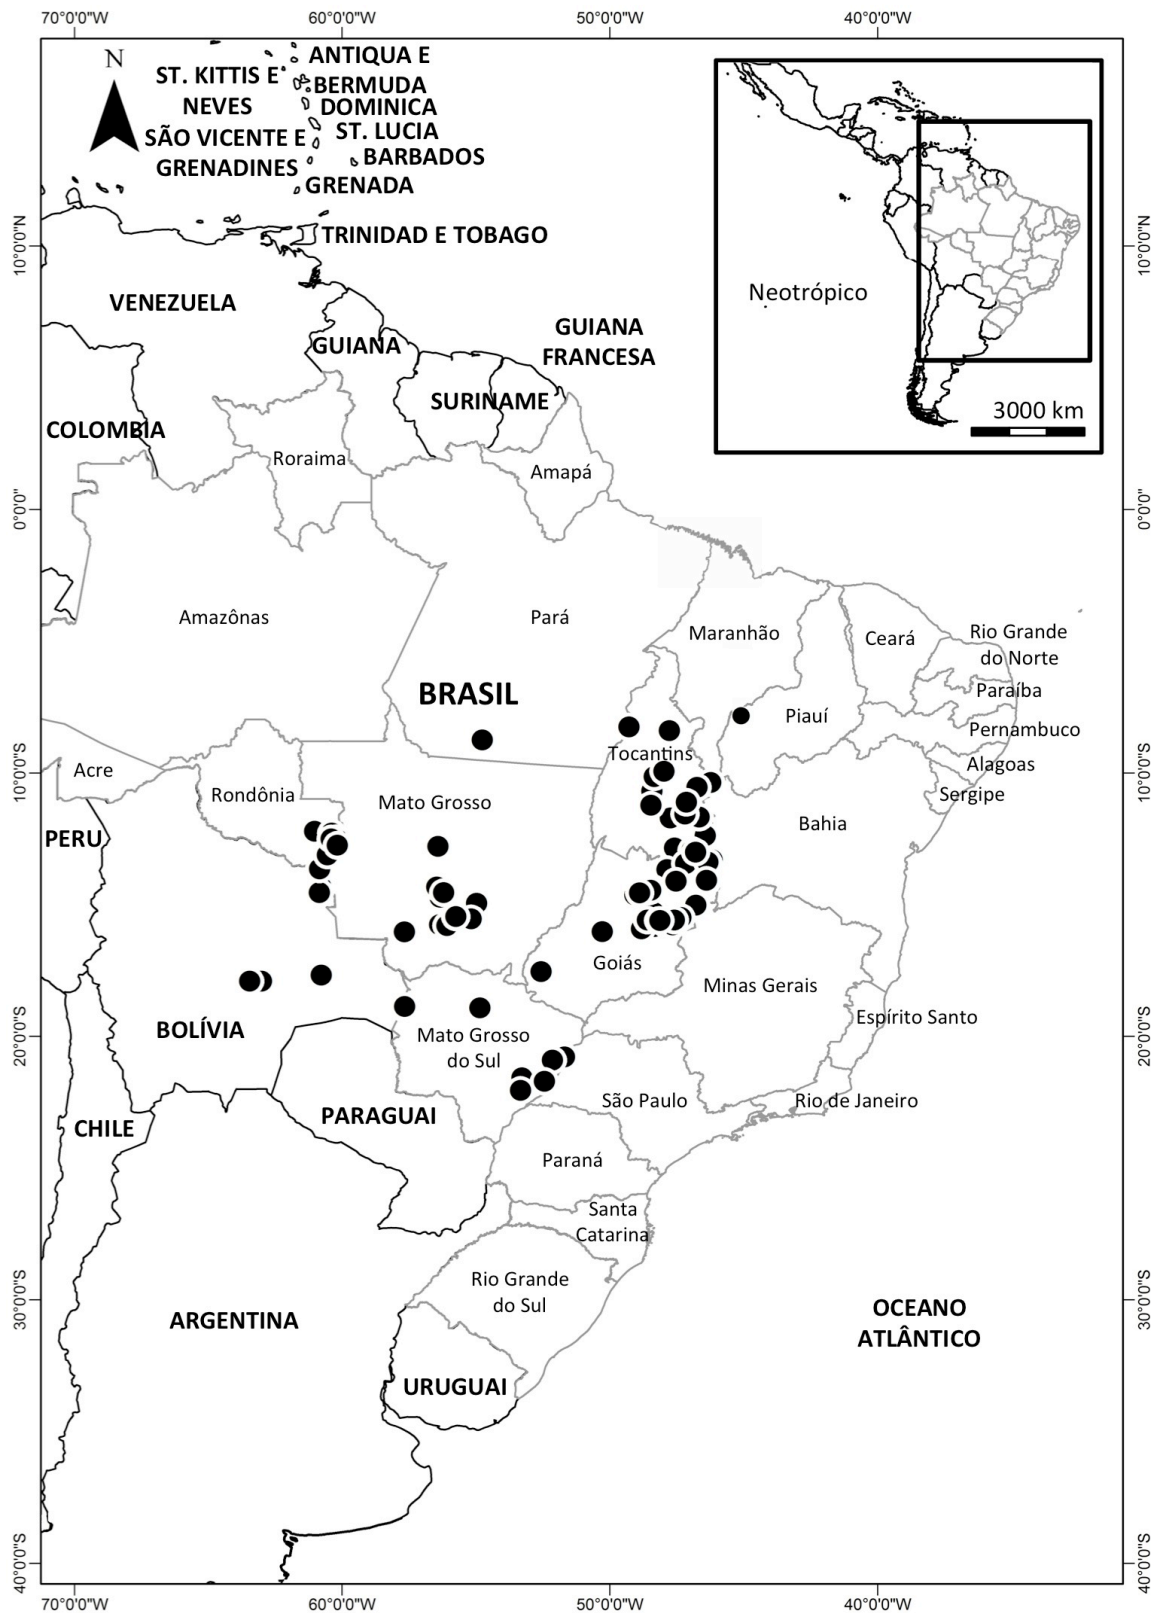 70°0'0"W 60°0'0"W 50°0'0"W 40°0'0"W
N
ANTIQUA E
BERMUDA
ST. KITTIS E
NEVES
DOMINICA
ST. LUCIA
SÃO VICENTE E
GRENADINES
BARBADOS
GRENADA
TRINIDAD E TOBAGO
10°0'0"N
10°0'0"N
Neotrópico
3000 km
VENEZUELA
GUIANA
GUIANA
FRANCESA
SURINAME
COLOMBIA
Roraima
Amapá
0°0'0"
0°0'0"
Amazônas
Pará
Maranhão
Ceará
Rio Grande
do Norte
Paraíba
BRASIL
Piauí
Pernambuco
Tocantins
Alagoas
10°0'0"S
10°0'0"S
Acre
Rondônia
Mato Grosso
Sergipe
Bahia
PERU
Goiás
Minas Gerais
Espírito Santo
BOLÍVIA
Mato Grosso
do Sul
20°0'0"S
20°0'0"S
São Paulo
Rio de Janeiro
PARAGUAI
CHILE
Paraná
Santa
Catarina
Rio Grande
do Sul
30°0'0"S
30°0'0"S
ARGENTINA
OCEANO
ATLÂNTICO
URUGUAI
40°0'0"S
40°0'0"S
70°0'0"W 60°0'0"W 50°0'0"W 40°0'0"W